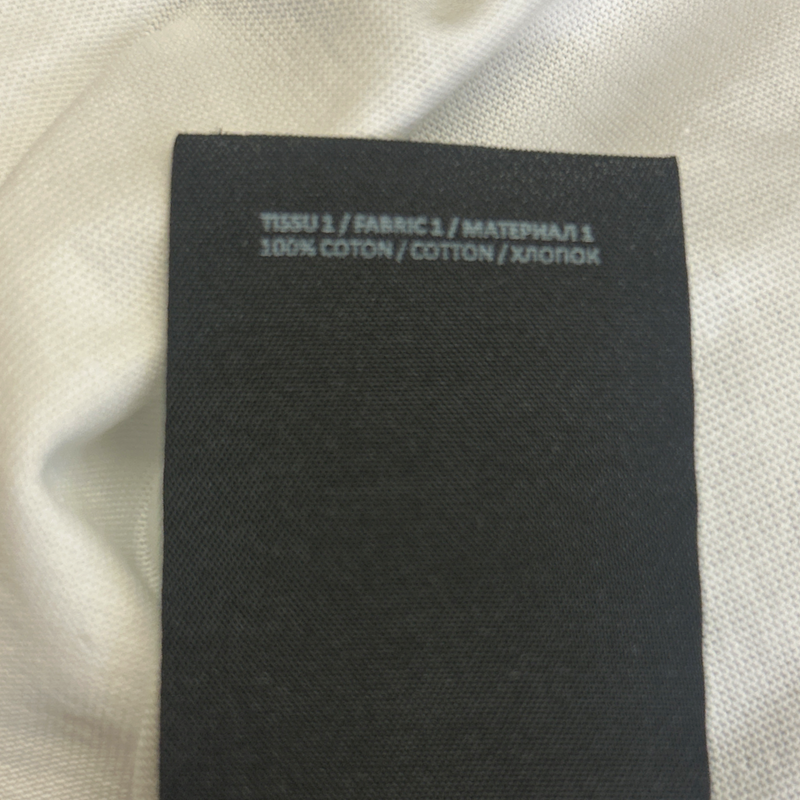 TISSU 1 / FABRIC 1 / МАТЕРИАЛ 1
100% COTON / COTTON / ХЛОПОК